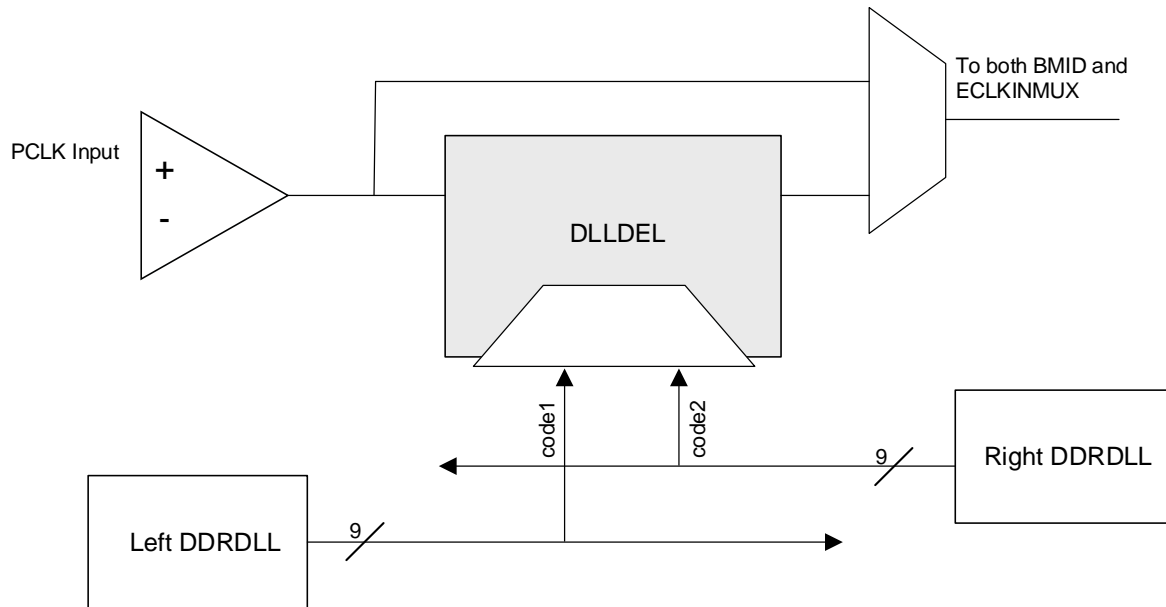 To both BMID and
ECLKINMUX
PCLK Input
+
-
DLLDEL
code1
code2
9
Right DDRDLL
9
Left DDRDLL